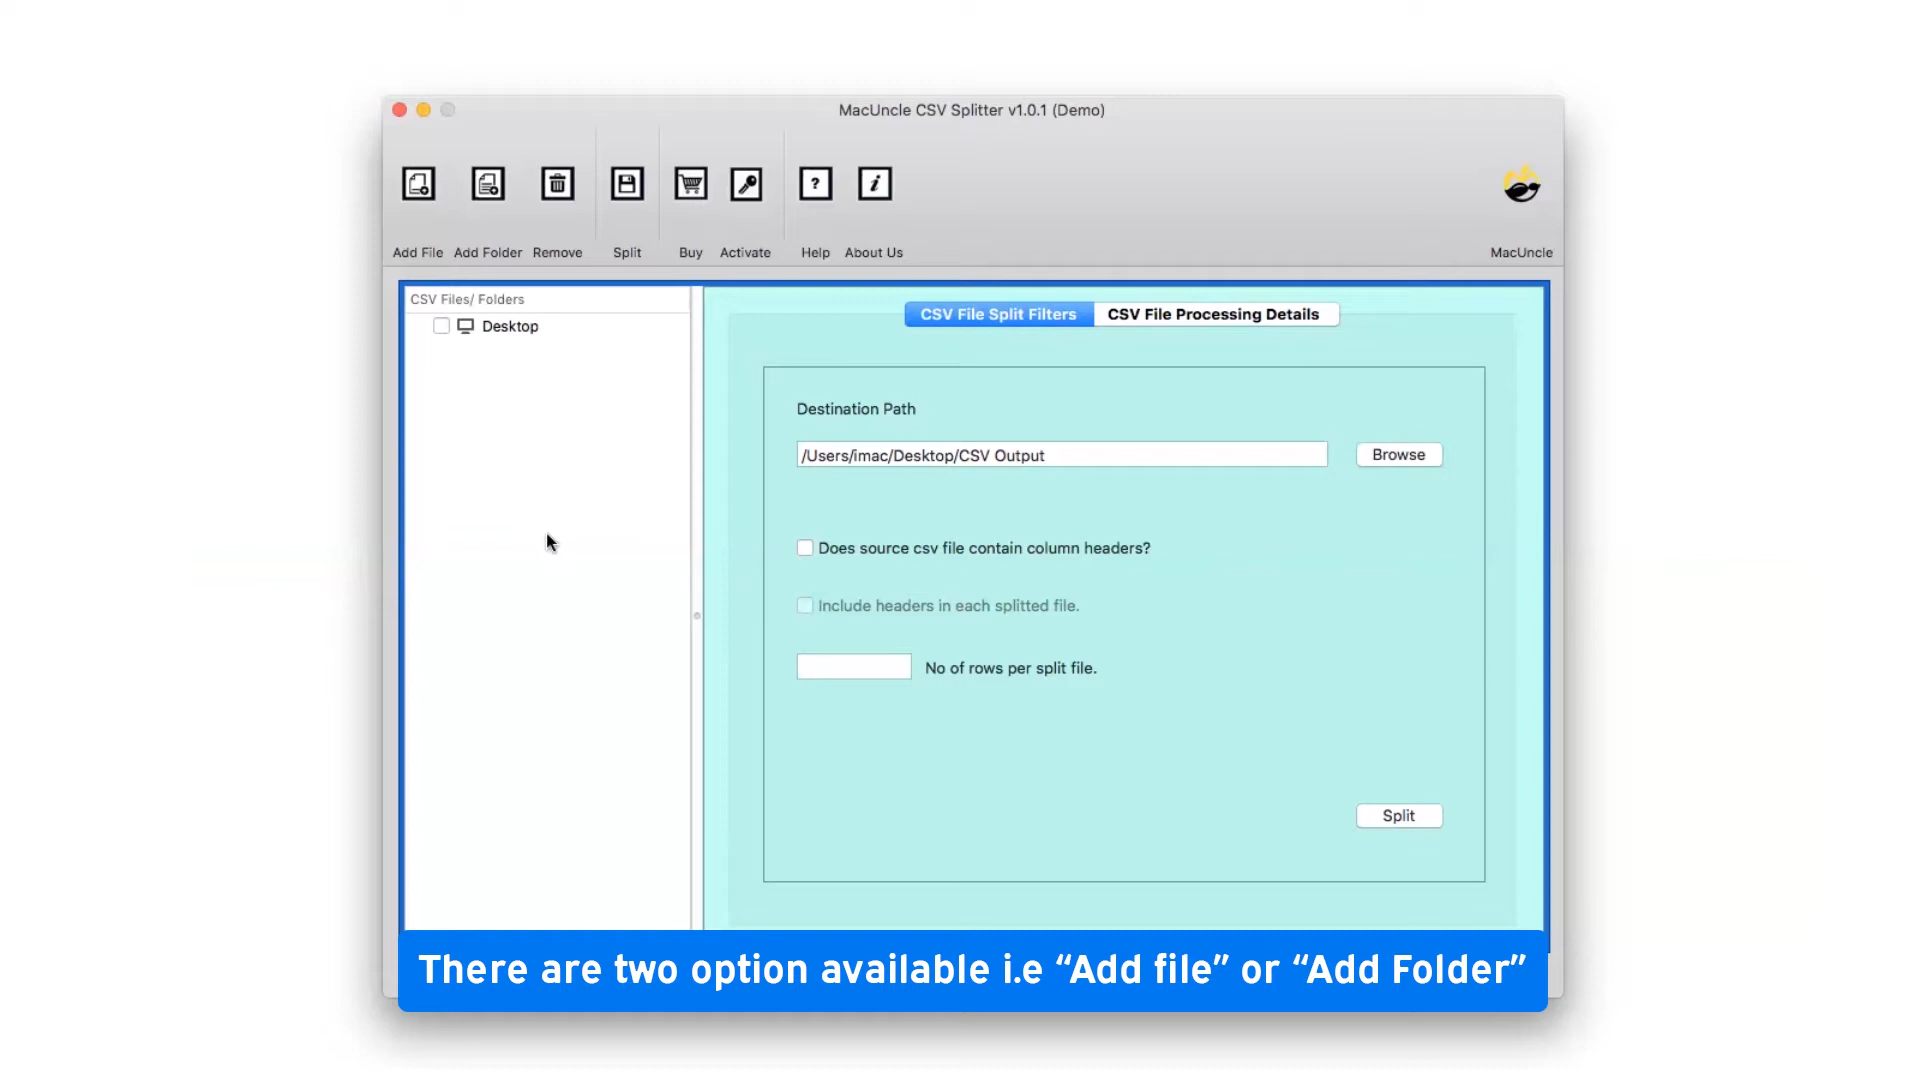 MacUncle CSV Splitter v1.0.1 (Demo)
Add File Add Folder Remove Split Buy Activate Help About Us MacUncle
CSV Files/ Folders
Desktop
CSV File Split Filters CSV File Processing Details
Destination Path
/Users/imac/Desktop/CSV Output Browse
Does source csv file contain column headers?
Include headers in each splitted file.
No of rows per split file.
Split
There are two option available i.e “Add file” or “Add Folder”